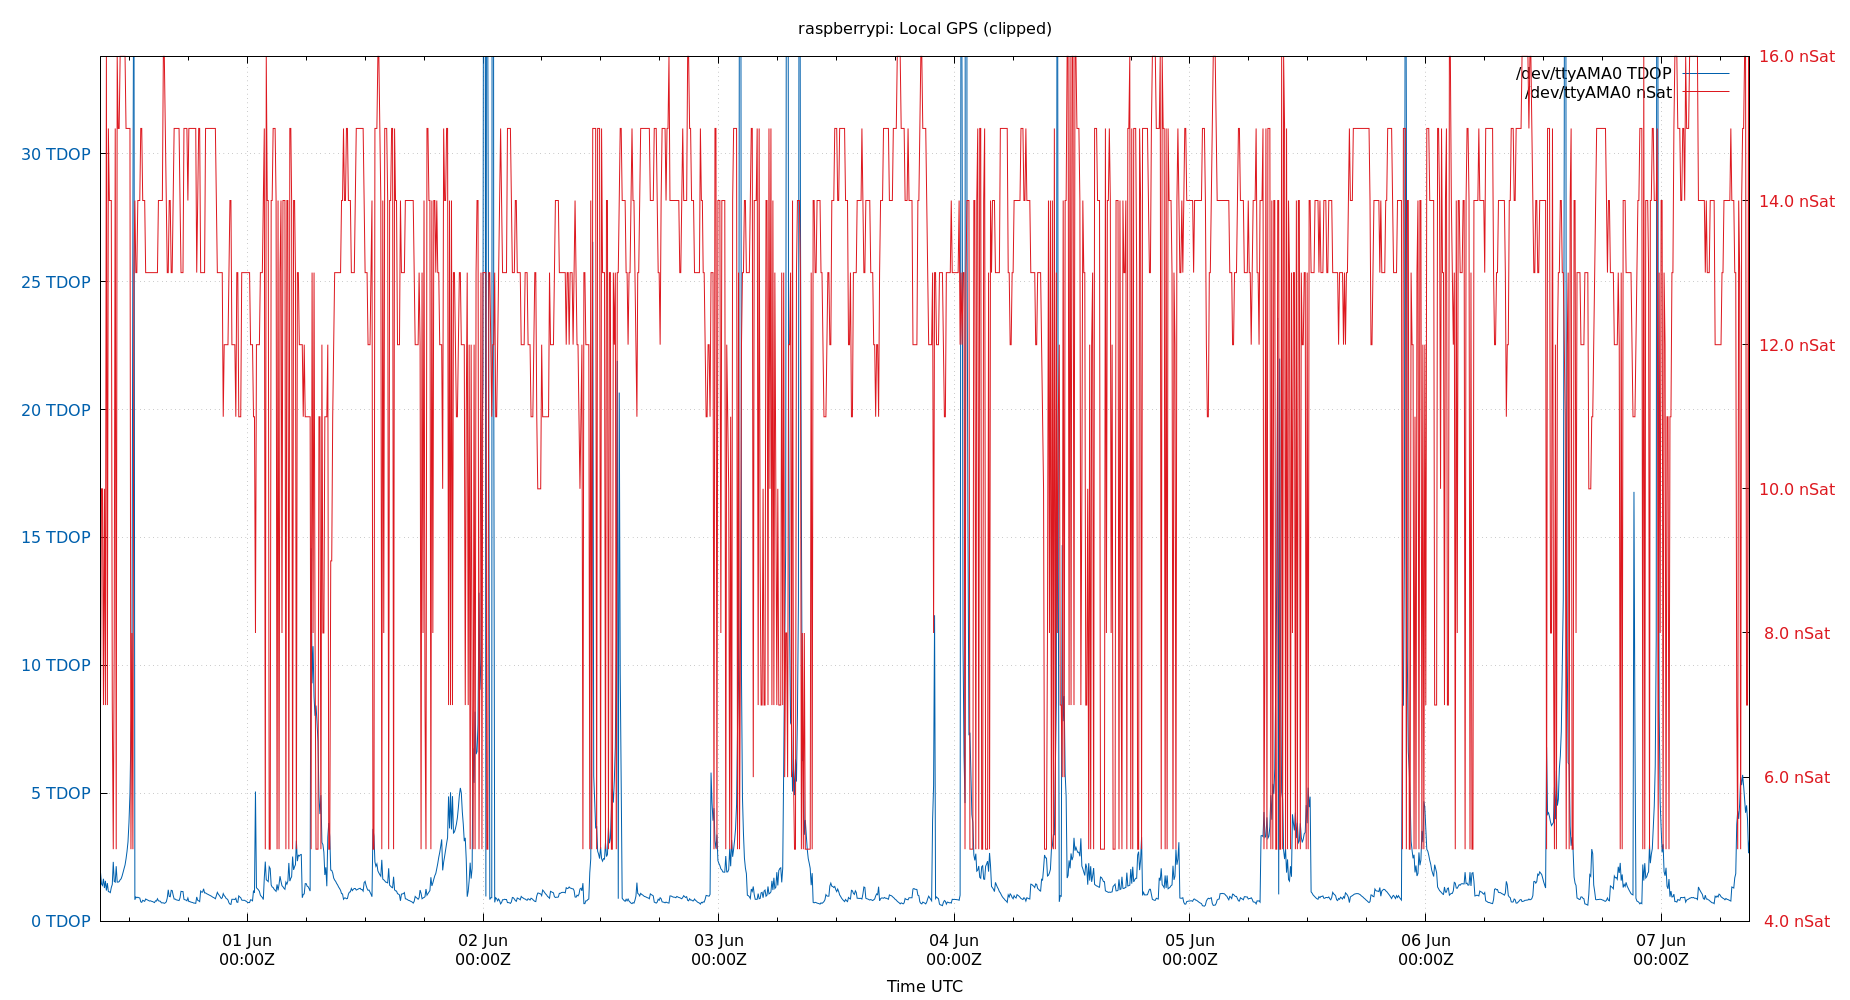 raspberrypi: Local GPS (clipped)
16.0 nSat
/dev/ttyAMA0 TDOP
/dev/ttyAMA0 nSat
30 TDOP
14.0 nSat
25 TDOP
12.0 nSat
20 TDOP
10.0 nSat
15 TDOP
8.0 nSat
10 TDOP
6.0 nSat
5 TDOP
0 TDOP
4.0 nSat
01 Jun 02 Jun 03 Jun 04 Jun 05 Jun 06 Jun 07 Jun
00:00Z 00:00Z 00:00Z 00:00Z 00:00Z 00:00Z 00:00Z
Time UTC